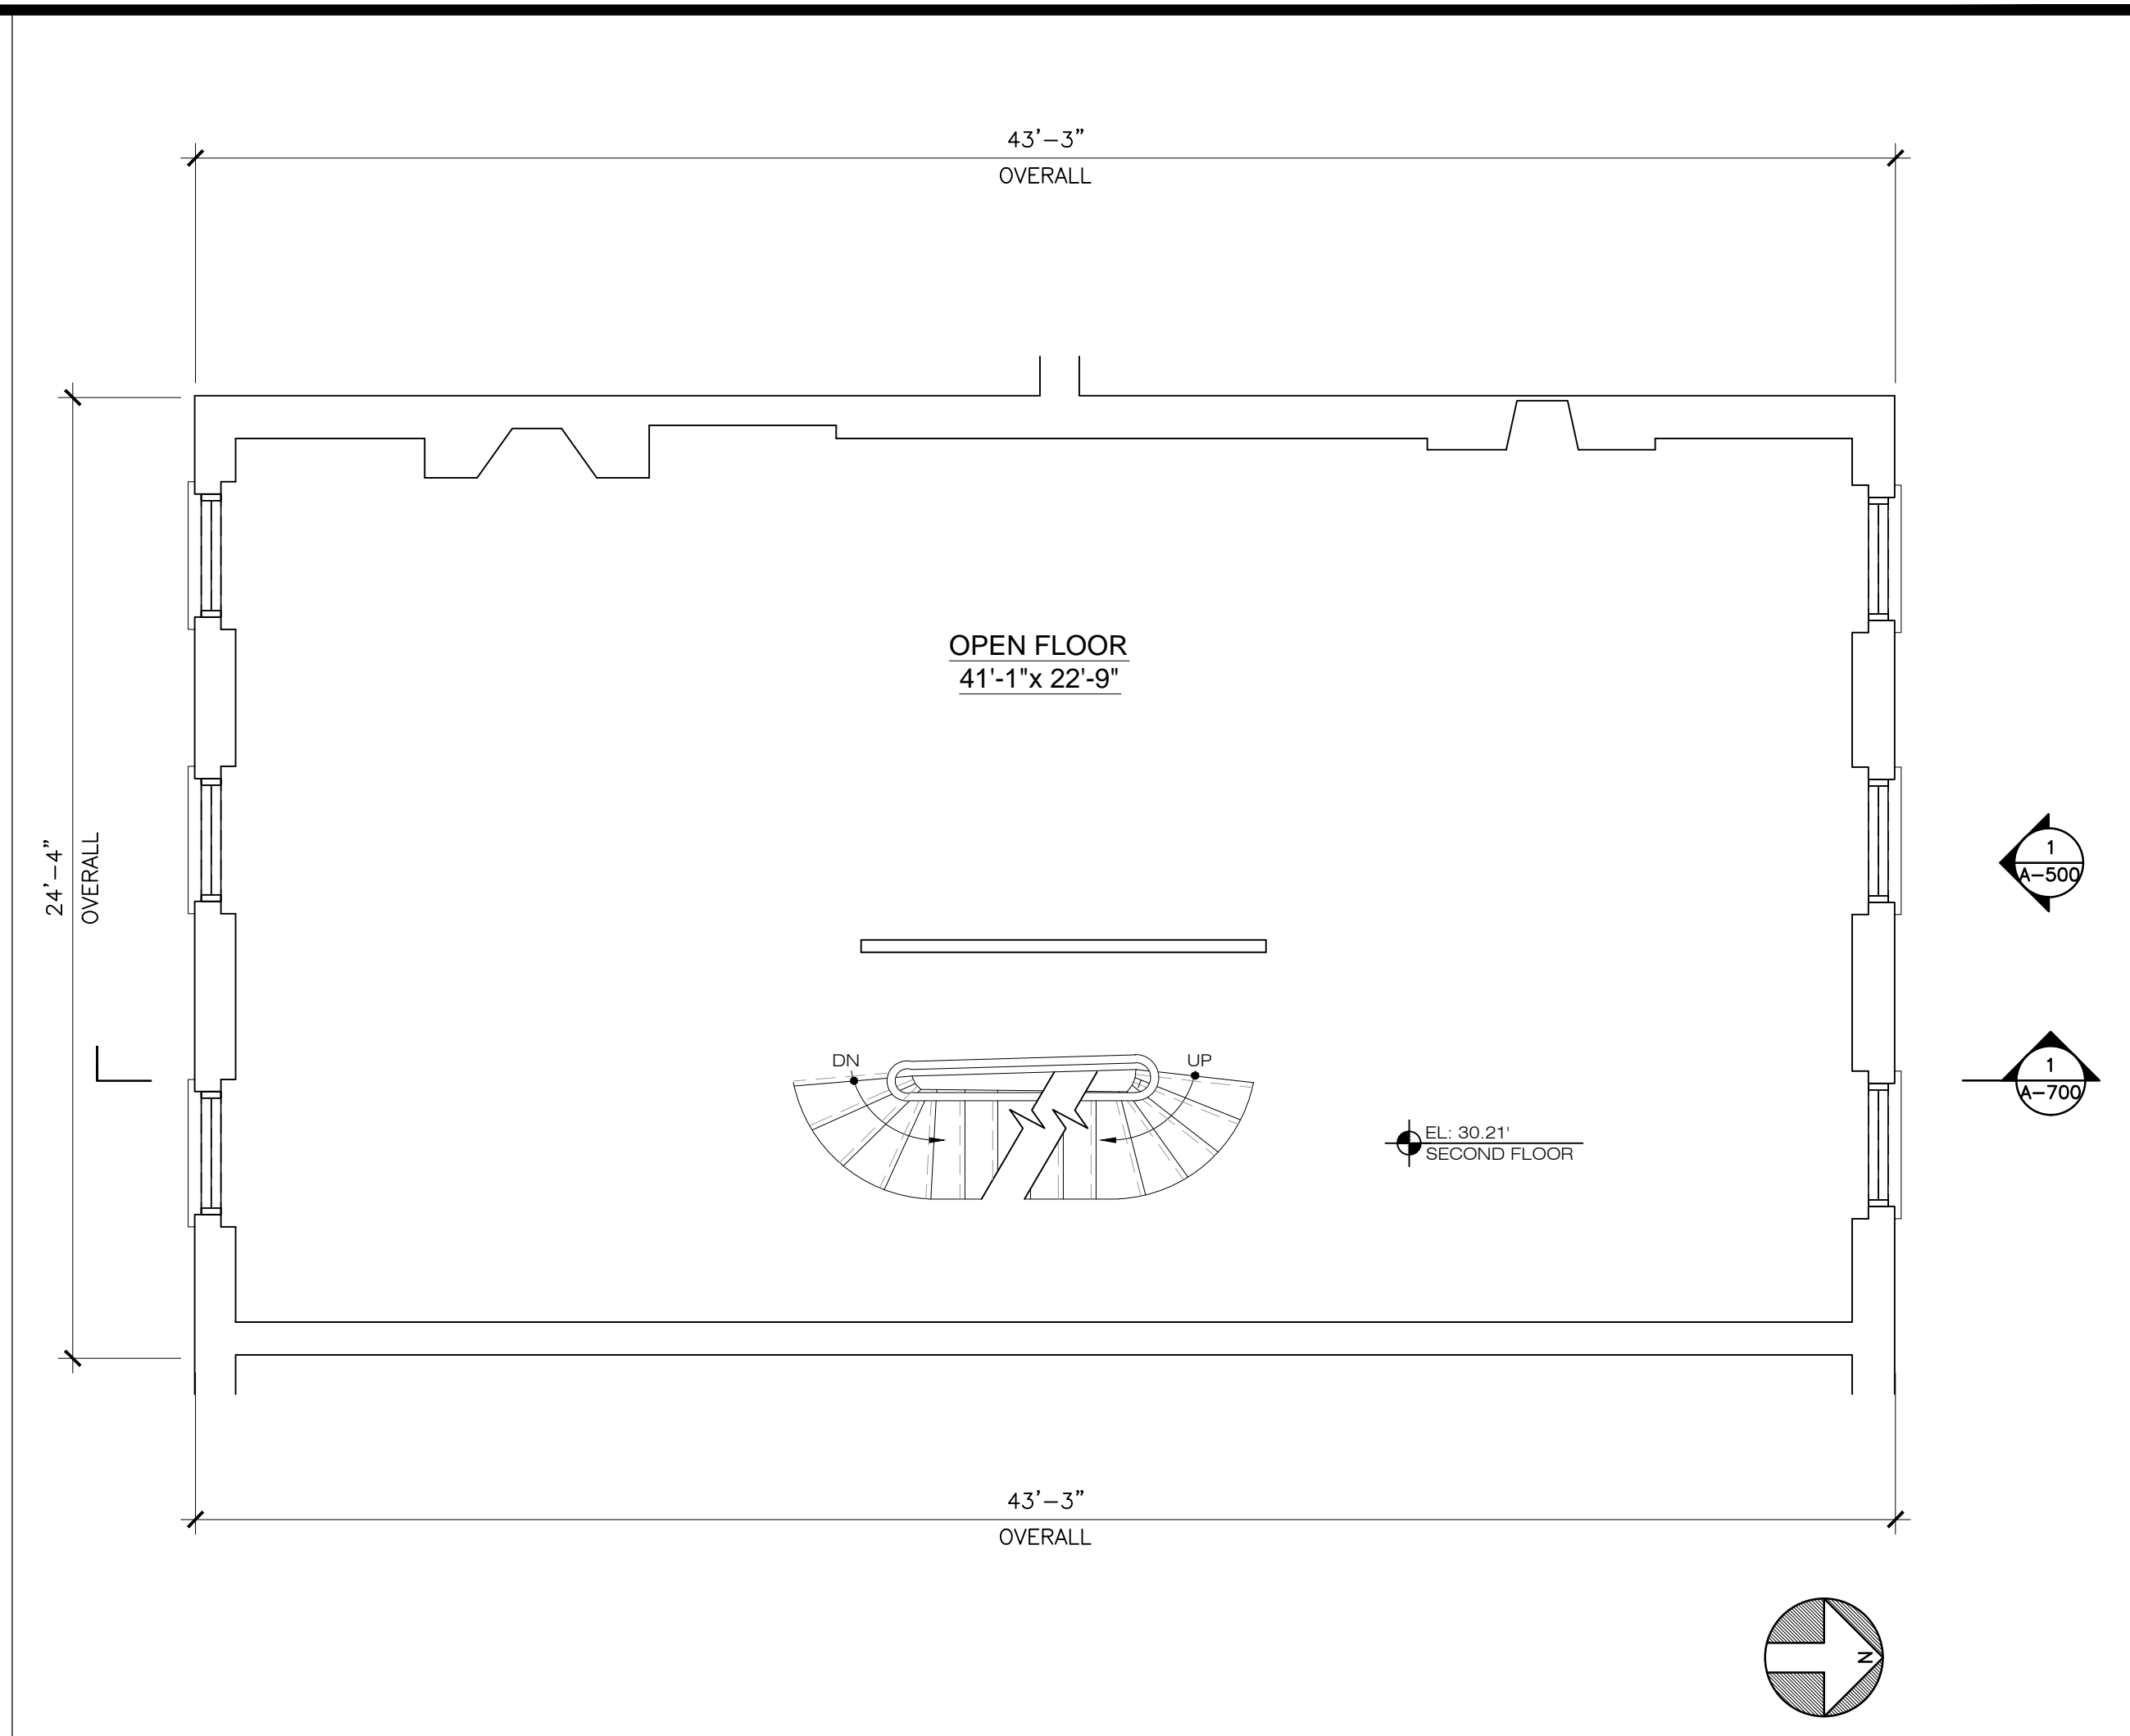 43'-3"
OVERALL
OPEN FLOOR
41'-1"x 22'-9"
24'-4"
OVERALL
1
A-500
DN
UP
1
A-700
EL: 30.21'
SECOND FLOOR
43'-3"
OVERALL
N